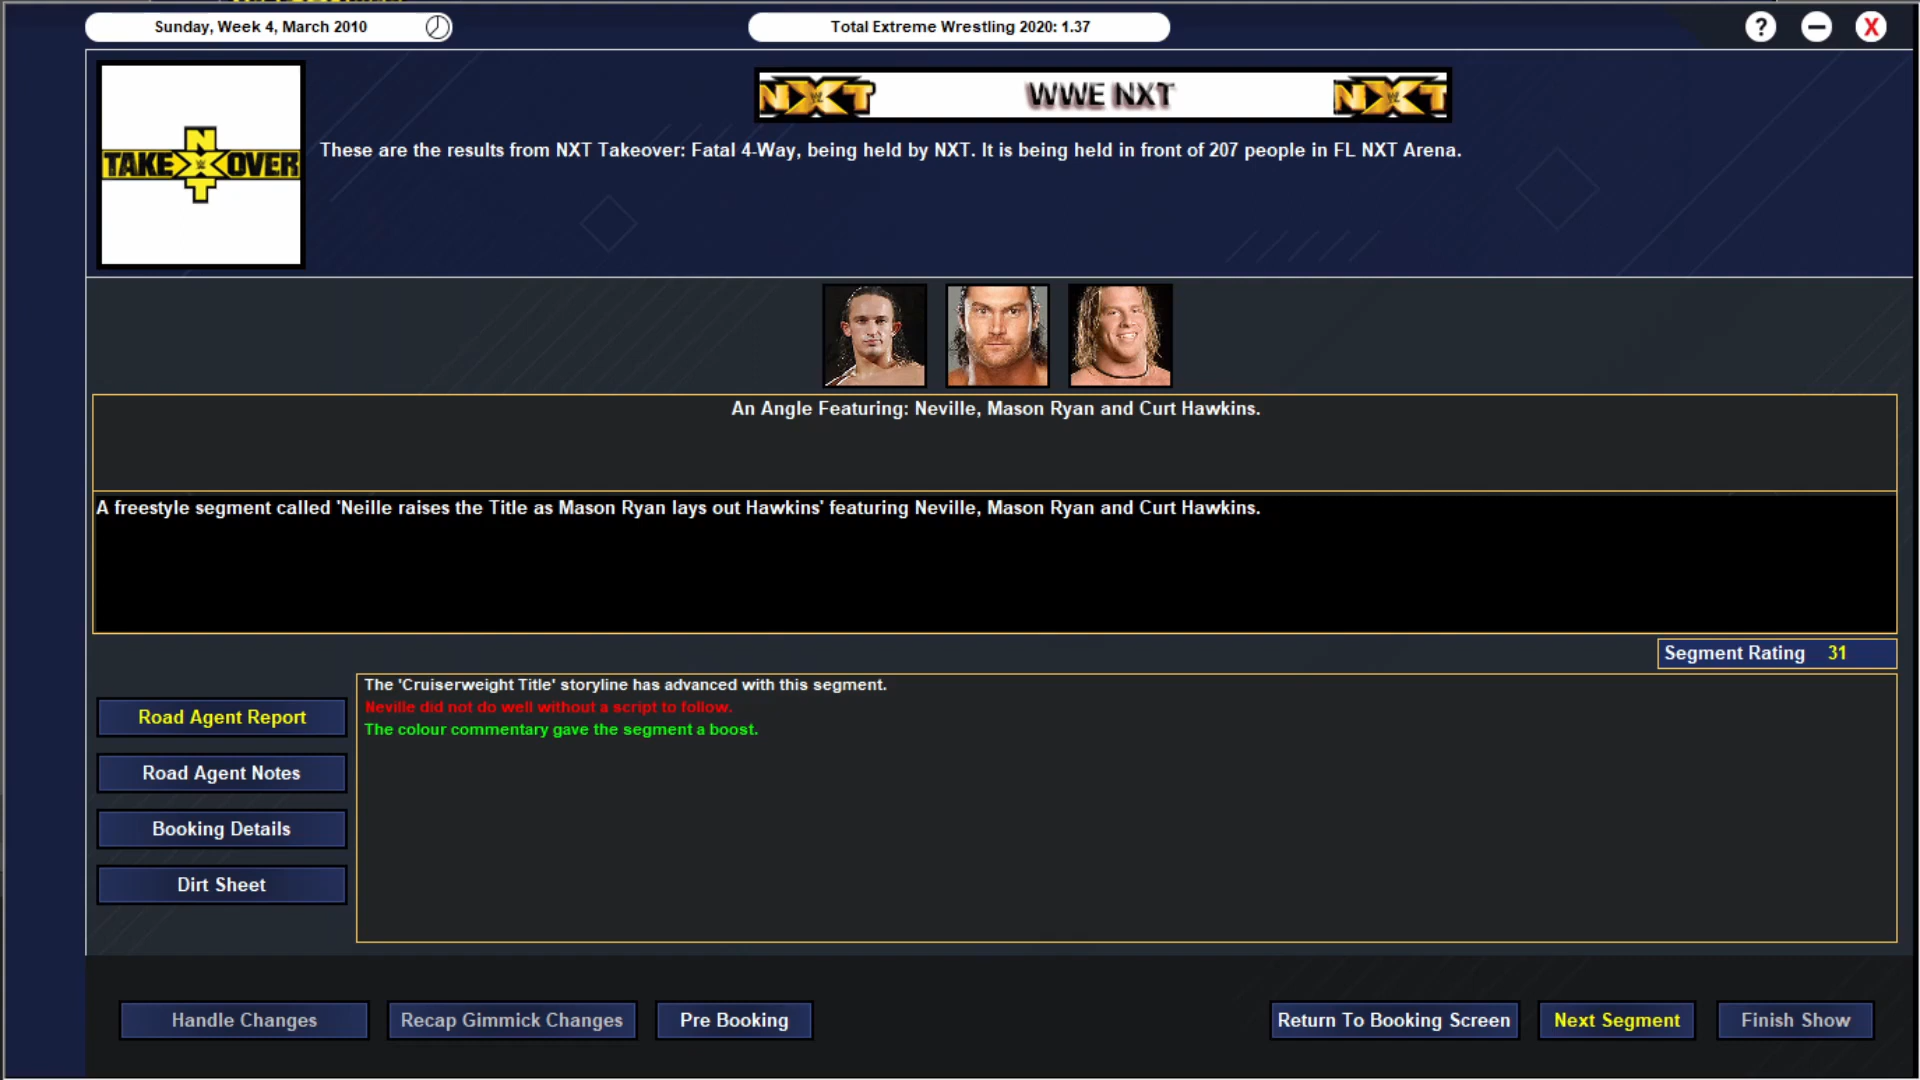 Sunday, Week 4, March 2010
Total Extreme Wrestling 2020: 1.37
?
X
NXT
WWE NXT
NXT
NXT
TAKEOVER
These are the results from NXT Takeover: Fatal 4-Way, being held by NXT. It is being held in front of 207 people in FL NXT Arena.
An Angle Featuring: Neville, Mason Ryan and Curt Hawkins.
A freestyle segment called 'Neille raises the Title as Mason Ryan lays out Hawkins' featuring Neville, Mason Ryan and Curt Hawkins.
Segment Rating 31
The 'Cruiserweight Title' storyline has advanced with this segment.
Neville did not do well without a script to follow.
The colour commentary gave the segment a boost.
Road Agent Report
Road Agent Notes
Booking Details
Dirt Sheet
Handle Changes
Recap Gimmick Changes
Pre Booking
Return To Booking Screen
Next Segment
Finish Show